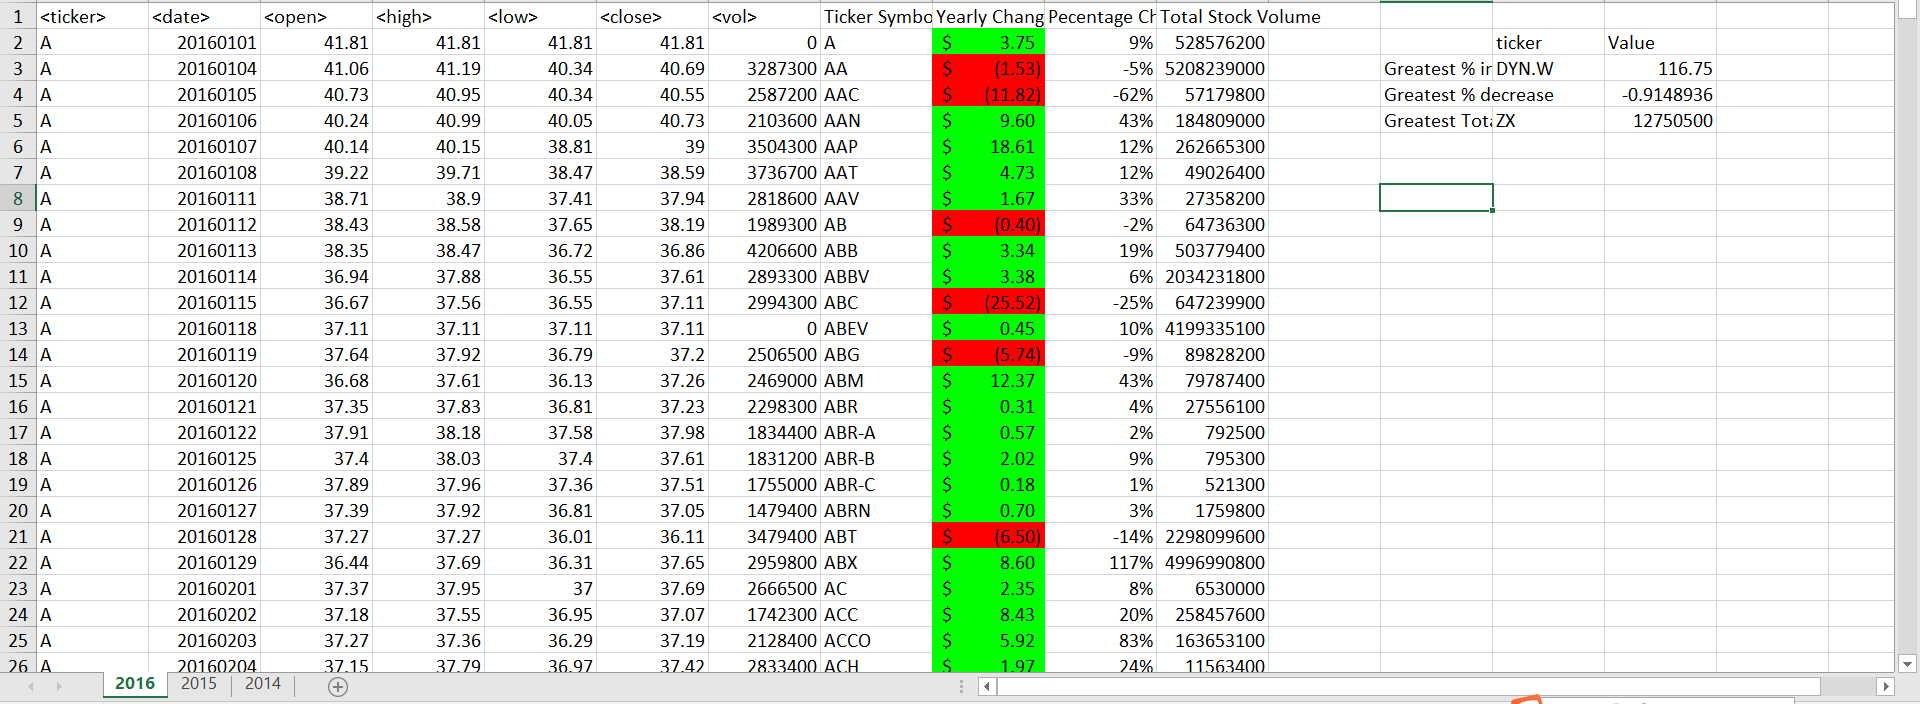 1 <ticker> <date> <open> <high> <low> <close> <vol> Ticker Symbo Yearly Chang Pecentage Ch Total Stock Volume
2 A 20160101 41.81 41.81 41.81 41.81 0 A $ 3.75 9% 528576200 ticker Value
3 A 20160104 41.06 41.19 40.34 40.69 3287300 AA $ (1.53) -5% 5208239000 Greatest % in DYN.W 116.75
4 A 20160105 40.73 40.95 40.34 40.55 2587200 AAC $ (11.82) -62% 57179800 Greatest % decrease -0.9148936
5 A 20160106 40.24 40.99 40.05 40.73 2103600 AAN $ 9.60 43% 184809000 Greatest Tota ZX 12750500
6 A 20160107 40.14 40.15 38.81 39 3504300 AAP $ 18.61 12% 262665300
7 A 20160108 39.22 39.71 38.47 38.59 3736700 AAT $ 4.73 12% 49026400
8 A 20160111 38.71 38.9 37.41 37.94 2818600 AAV $ 1.67 33% 27358200
9 A 20160112 38.43 38.58 37.65 38.19 1989300 AB $ (0.40) -2% 64736300
10 A 20160113 38.35 38.47 36.72 36.86 4206600 ABB $ 3.34 19% 503779400
11 A 20160114 36.94 37.88 36.55 37.61 2893300 ABBV $ 3.38 6% 2034231800
12 A 20160115 36.67 37.56 36.55 37.11 2994300 ABC $ (25.52) -25% 647239900
13 A 20160118 37.11 37.11 37.11 37.11 0 ABEV $ 0.45 10% 4199335100
14 A 20160119 37.64 37.92 36.79 37.2 2506500 ABG $ (5.74) -9% 89828200
15 A 20160120 36.68 37.61 36.13 37.26 2469000 ABM $ 12.37 43% 79787400
16 A 20160121 37.35 37.83 36.81 37.23 2298300 ABR $ 0.31 4% 27556100
17 A 20160122 37.91 38.18 37.58 37.98 1834400 ABR-A $ 0.57 2% 792500
18 A 20160125 37.4 38.03 37.4 37.61 1831200 ABR-B $ 2.02 9% 795300
19 A 20160126 37.89 37.96 37.36 37.51 1755000 ABR-C $ 0.18 1% 521300
20 A 20160127 37.39 37.92 36.81 37.05 1479400 ABRN $ 0.70 3% 1759800
21 A 20160128 37.27 37.27 36.01 36.11 3479400 ABT $ (6.50) -14% 2298099600
22 A 20160129 36.44 37.69 36.31 37.65 2959800 ABX $ 8.60 117% 4996990800
23 A 20160201 37.37 37.95 37 37.69 2666500 AC $ 2.35 8% 6530000
24 A 20160202 37.18 37.55 36.95 37.07 1742300 ACC $ 8.43 20% 258457600
25 A 20160203 37.27 37.36 36.29 37.19 2128400 ACCO $ 5.92 83% 163653100
26 A 20160204 37.15 37.79 36.97 37.42 2833400 ACH $ 1.97 24% 11563400
2016 2015 2014